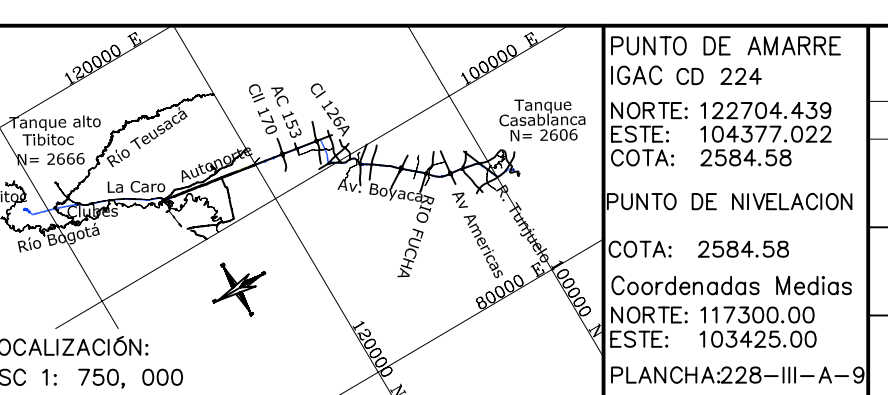 120000 E
100000 E
Tanque alto
Tibitoc
N= 2666
Río Teusacá
Cll 170
AC 153
Cl 126A
Tanque
Casablanca
N= 2606
Autonorte
La Caro
Clubes
Río Bogotá
Av. Boyaca
RIO FUCHA
Av Americas
R. Tunjuelo
80000 E
100000 N
120000 N
OCALIZACIÓN:
SC 1: 750, 000
PUNTO DE AMARRE
IGAC CD 224
NORTE: 122704.439
ESTE: 104377.022
COTA: 2584.58
PUNTO DE NIVELACION
COTA: 2584.58
Coordenadas Medias
NORTE: 117300.00
ESTE: 103425.00
PLANCHA:228-III-A-9